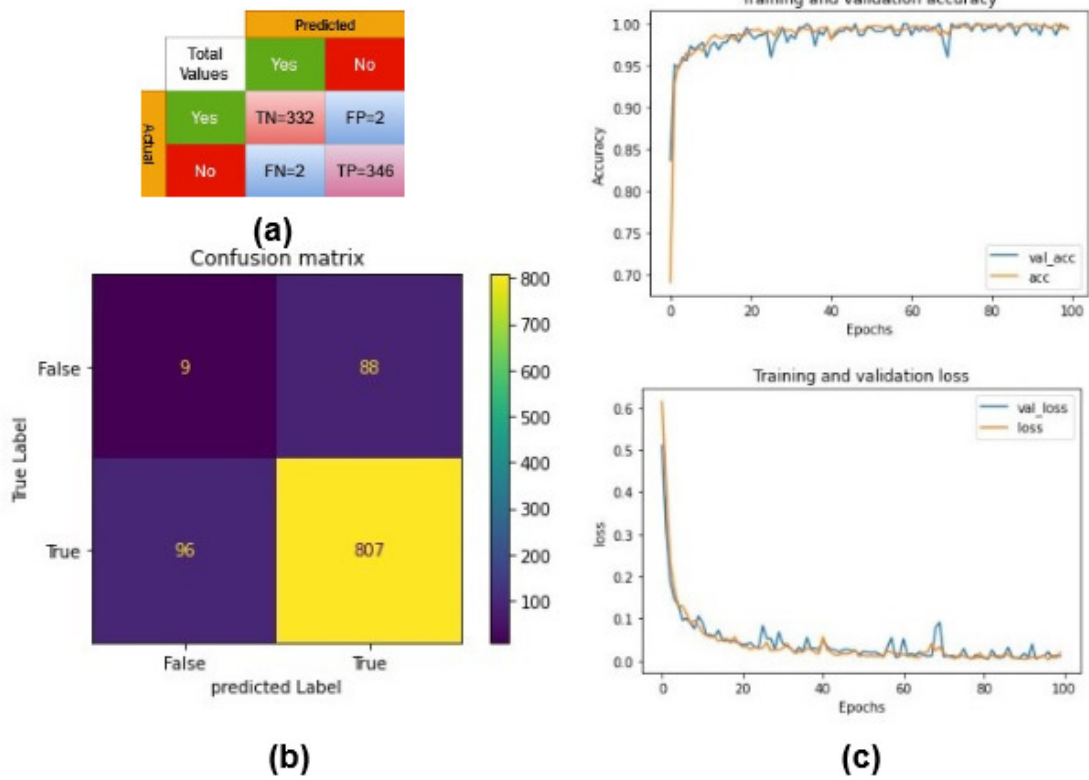 Predicted
Total Values
Yes
No
Actual
Yes
TN=332
FP=2
No
FN=2
TP=346
(a)
Confusion matrix
True Label
False
9
88
True
96
807
False
True
predicted Label
800
700
600
500
400
300
200
100
(b)
Training and validation accuracy
Accuracy
1.00
0.95
0.90
0.85
0.80
0.75
0.70
val_acc
acc
0
20
40
60
80
100
Epochs
Training and validation loss
loss
0.6
0.5
0.4
0.3
0.2
0.1
0.0
val_loss
loss
0
20
40
60
80
100
Epochs
(c)